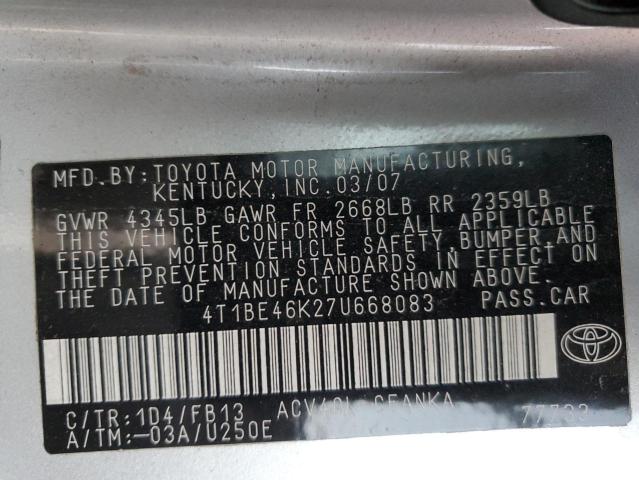 MFD. BY: TOYOTA MOTOR MANUFACTURING,
KENTUCKY, INC. 03/07
GVWR 4345LB GAWR FR 2668LB RR 2359LB
THIS VEHICLE CONFORMS TO ALL APPLICABLE
FEDERAL MOTOR VEHICLE SAFETY, BUMPER, AND
THEFT PREVENTION STANDARDS IN EFFECT ON
THE DATE OF MANUFACTURE SHOWN ABOVE.
4T1BE46K27U668083 PASS. CAR
C/TR: 1D4/FB13
A/TM: -03A/U250E